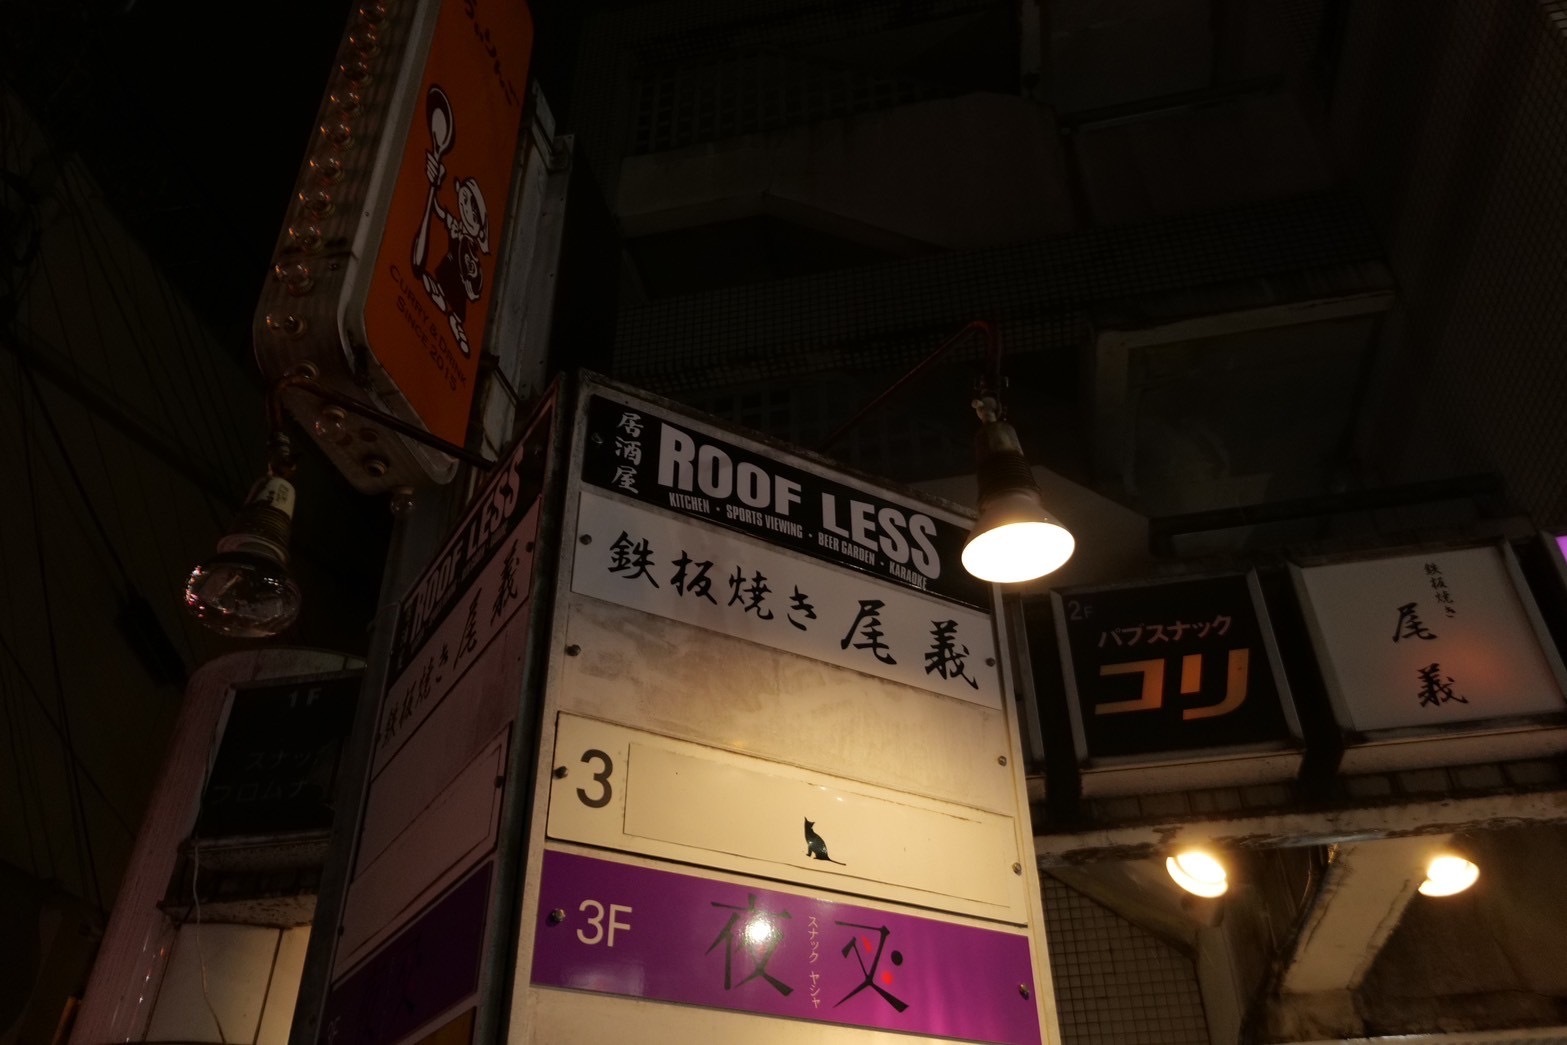 CURRY & DRINK
SINCE 2015
居酒屋
ROOF LESS
KITCHEN・SPORTS VIEWING・BEER GARDEN・KARAOKE
鉄板焼き 尾義
3
3F
夜叉
スナック ヤシャ
ROOF LESS
鉄板焼き 尾義
1F
2F
パブスナック
コリ
鉄板焼き
尾義